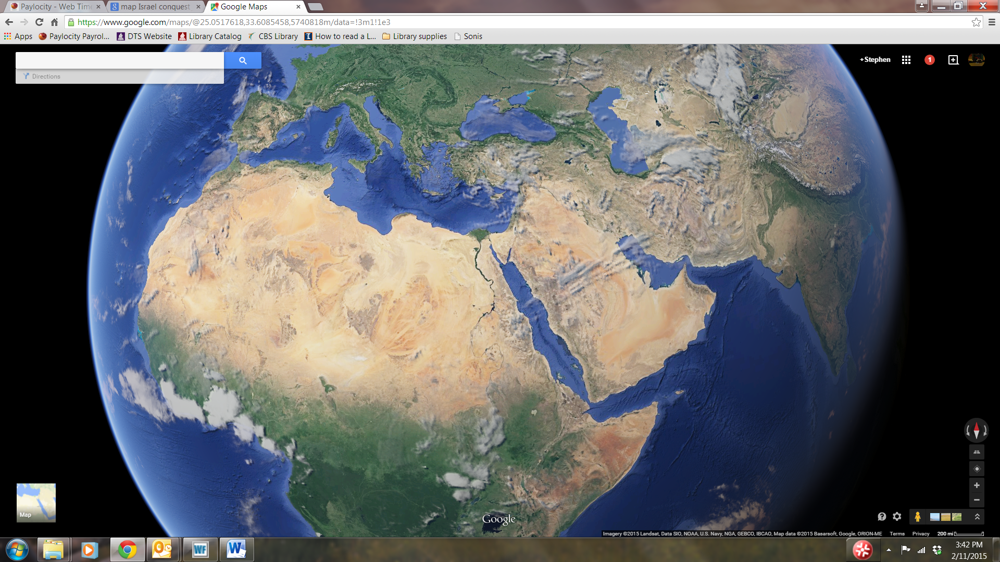 Paylocity - Web Time
map Israel conquest
Google Maps
https://www.google.com/maps/@25.0517618,33.6085458,5740818m/data=!3m1!1e3
Apps
Paylocity Payrol...
DTS Website
Library Catalog
CBS Library
How to read a L...
Library supplies
Sonis
+Stephen
1
Directions
Map
Google
Imagery ©2015 Landsat, Data SIO, NOAA, U.S. Navy, NGA, GEBCO, IBCAO, Map data ©2015 Basarsoft, Google, ORION-ME
Terms
Privacy
200 mi
WF
W
3:42 PM
2/11/2015